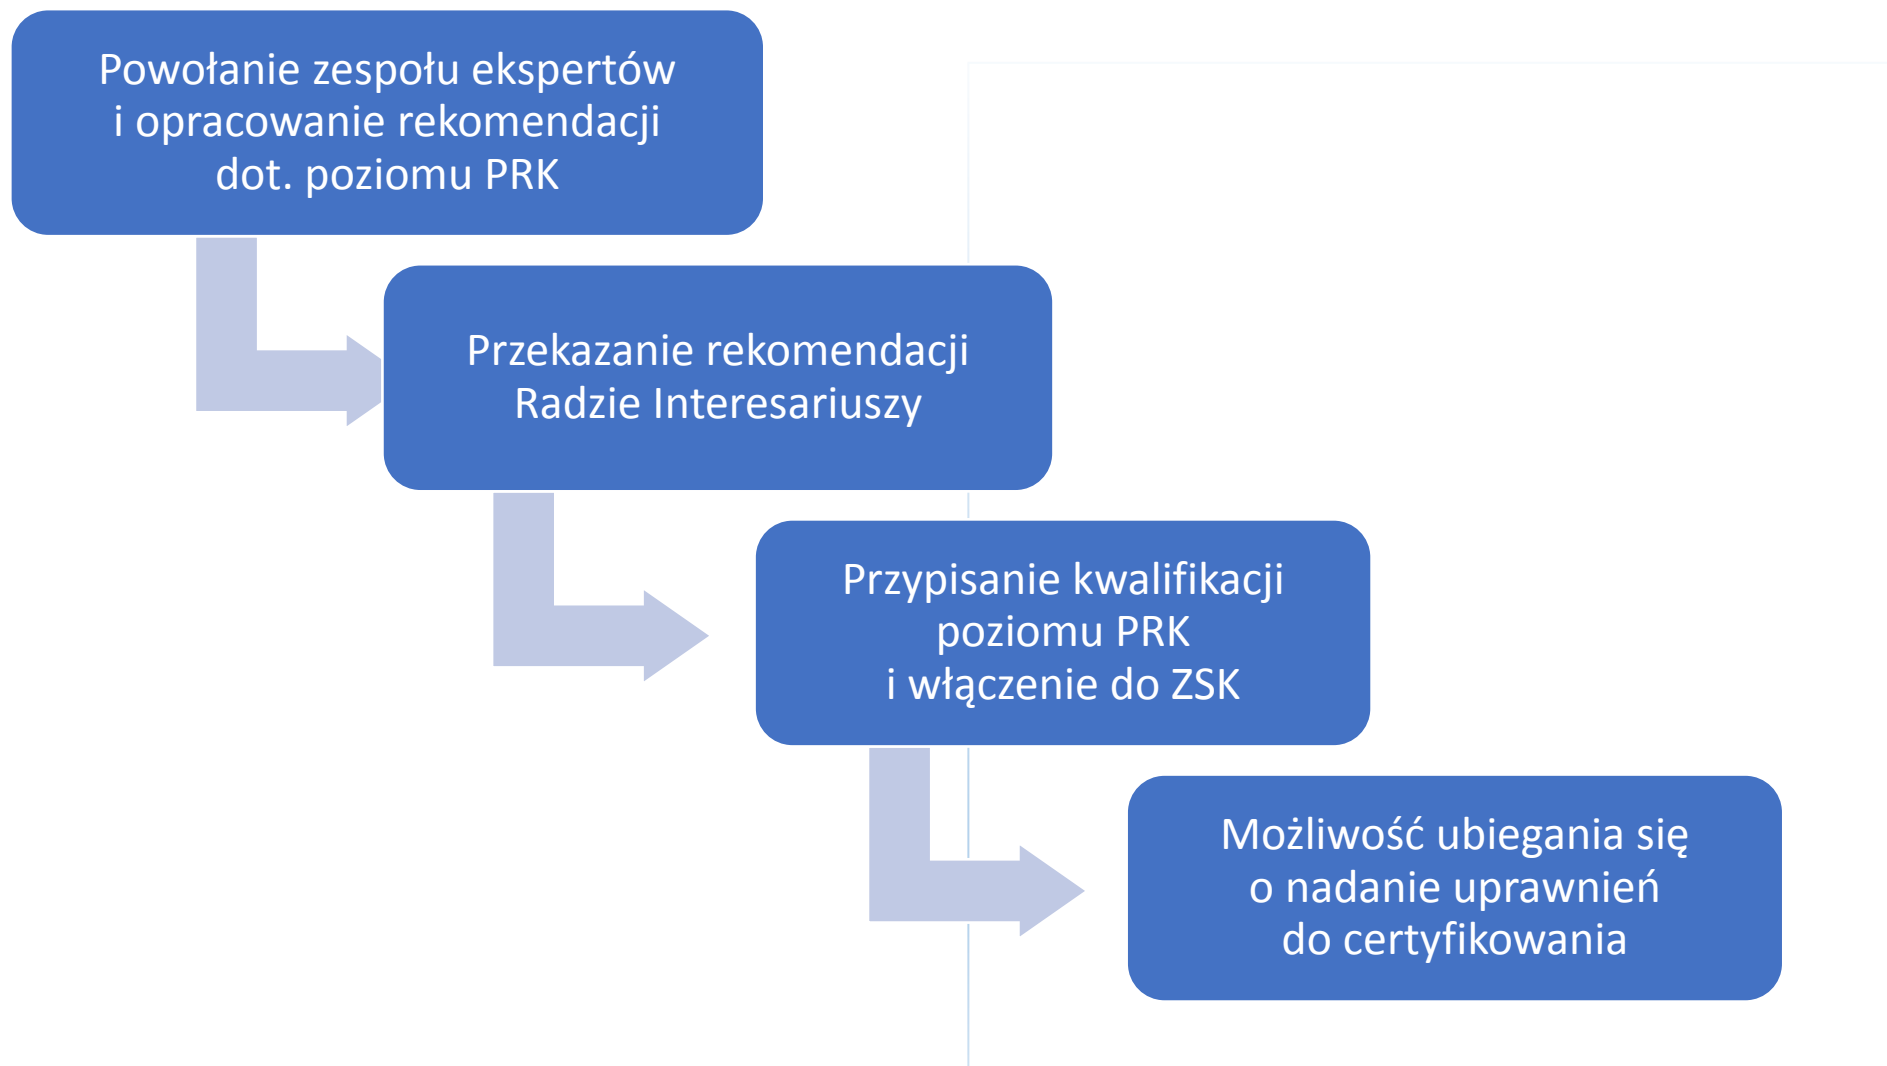 Powołanie zespołu ekspertów
i opracowanie rekomendacji
dot. poziomu PRK
Przekazanie rekomendacji
Radzie Interesariuszy
Przypisanie kwalifikacji
poziomu PRK
i włączenie do ZSK
Możliwość ubiegania się
o nadanie uprawnień
do certyfikowania